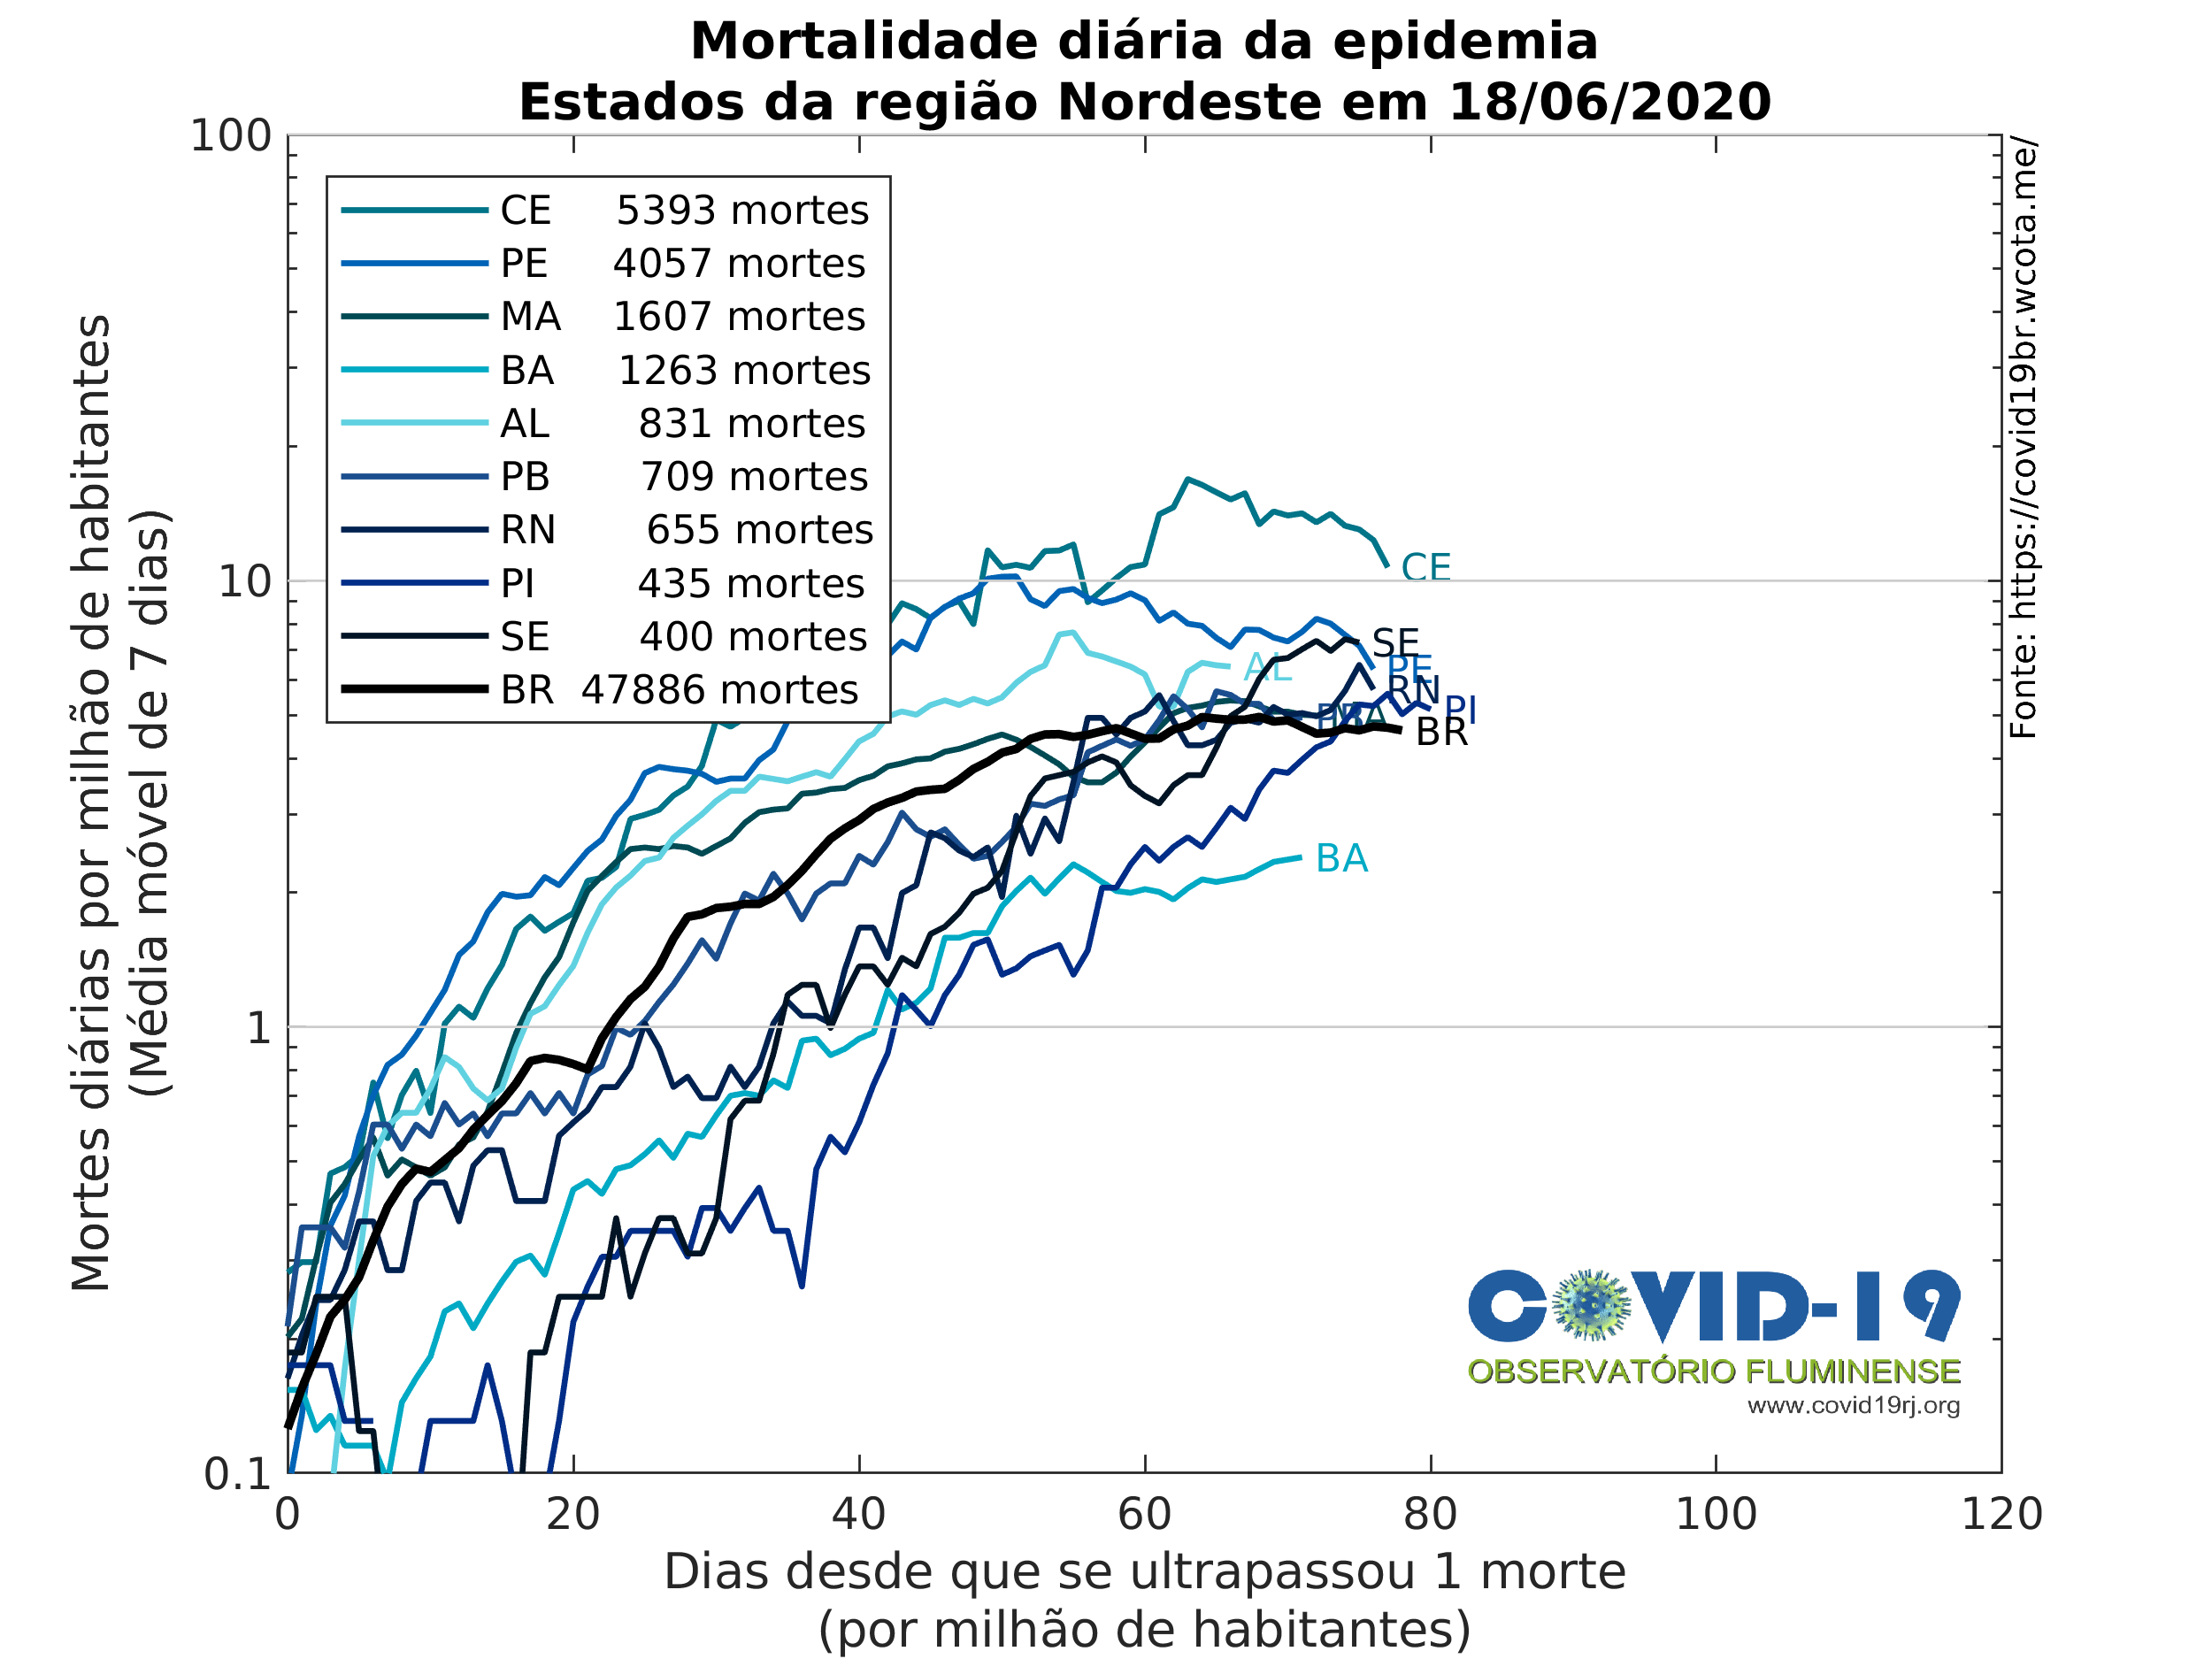 Mortalidade diária da epidemia
Estados da região Nordeste em 18/06/2020
Mortes diárias por milhão de habitantes
(Média móvel de 7 dias)
100
10
1
0.1
CE 5393 mortes
PE 4057 mortes
MA 1607 mortes
BA 1263 mortes
AL 831 mortes
PB 709 mortes
RN 655 mortes
PI 435 mortes
SE 400 mortes
BR 47886 mortes
CE
SE
AL
PE
RN
PI
PB
MA
BR
BA
Fonte: https://covid19br.wcota.me/
COVID-19
OBSERVATÓRIO FLUMINENSE
www.covid19rj.org
0 20 40 60 80 100 120
Dias desde que se ultrapassou 1 morte
(por milhão de habitantes)